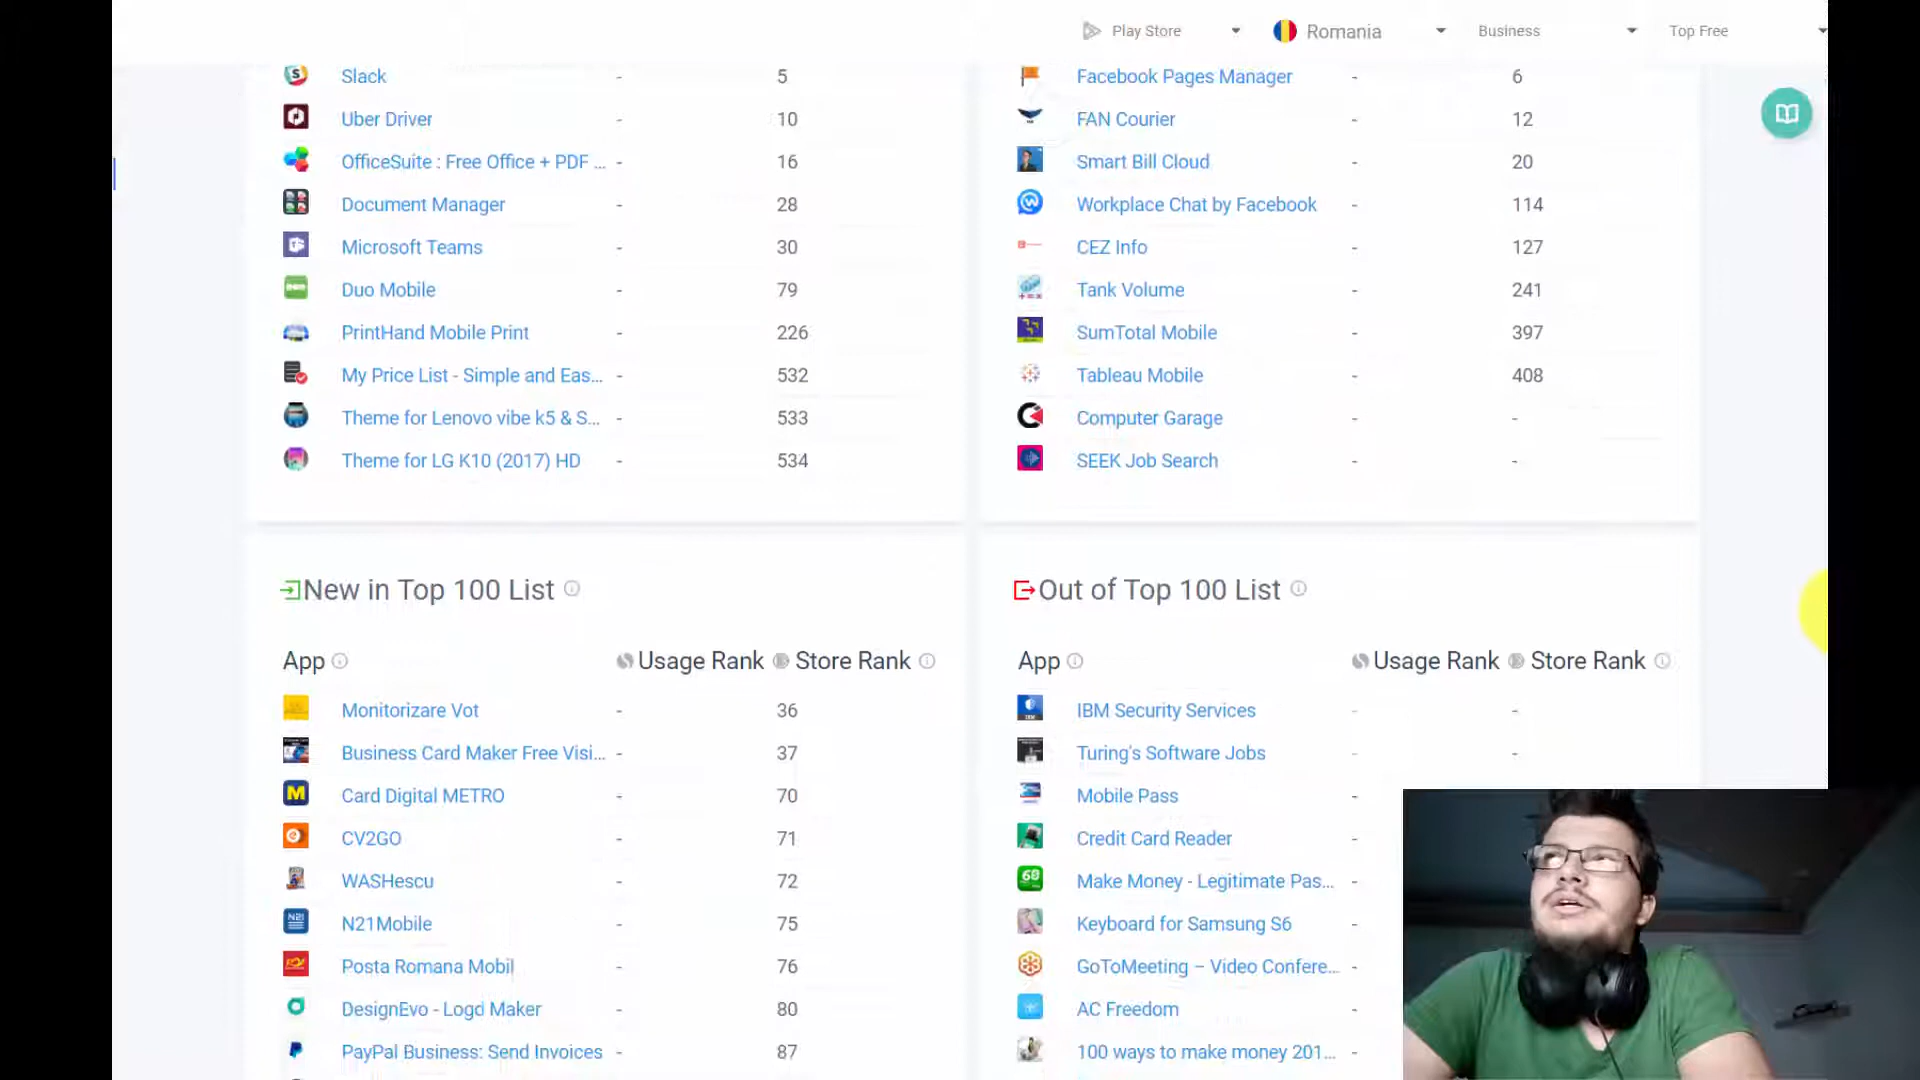 Play Store Romania Business Top Free
Slack - 5
Uber Driver - 10
OfficeSuite : Free Office + PDF ... - 16
Document Manager - 28
Microsoft Teams - 30
Duo Mobile - 79
PrintHand Mobile Print - 226
My Price List - Simple and Eas... - 532
Theme for Lenovo vibe k5 & S... - 533
Theme for LG K10 (2017) HD - 534
Facebook Pages Manager - 6
FAN Courier - 12
Smart Bill Cloud - 20
Workplace Chat by Facebook - 114
CEZ Info - 127
Tank Volume - 241
SumTotal Mobile - 397
Tableau Mobile - 408
Computer Garage - -
SEEK Job Search - -
New in Top 100 List
App Usage Rank Store Rank
Monitorizare Vot - 36
Business Card Maker Free Visi... - 37
Card Digital METRO - 70
CV2GO - 71
WASHescu - 72
N21Mobile - 75
Posta Romana Mobil - 76
DesignEvo - Logo Maker - 80
PayPal Business: Send Invoices - 87
Out of Top 100 List
App Usage Rank Store Rank
IBM Security Services - -
Turing's Software Jobs - -
Mobile Pass -
Credit Card Reader -
Make Money - Legitimate Pas... -
Keyboard for Samsung S6 -
GoToMeeting – Video Confere... -
AC Freedom -
100 ways to make money 201... -